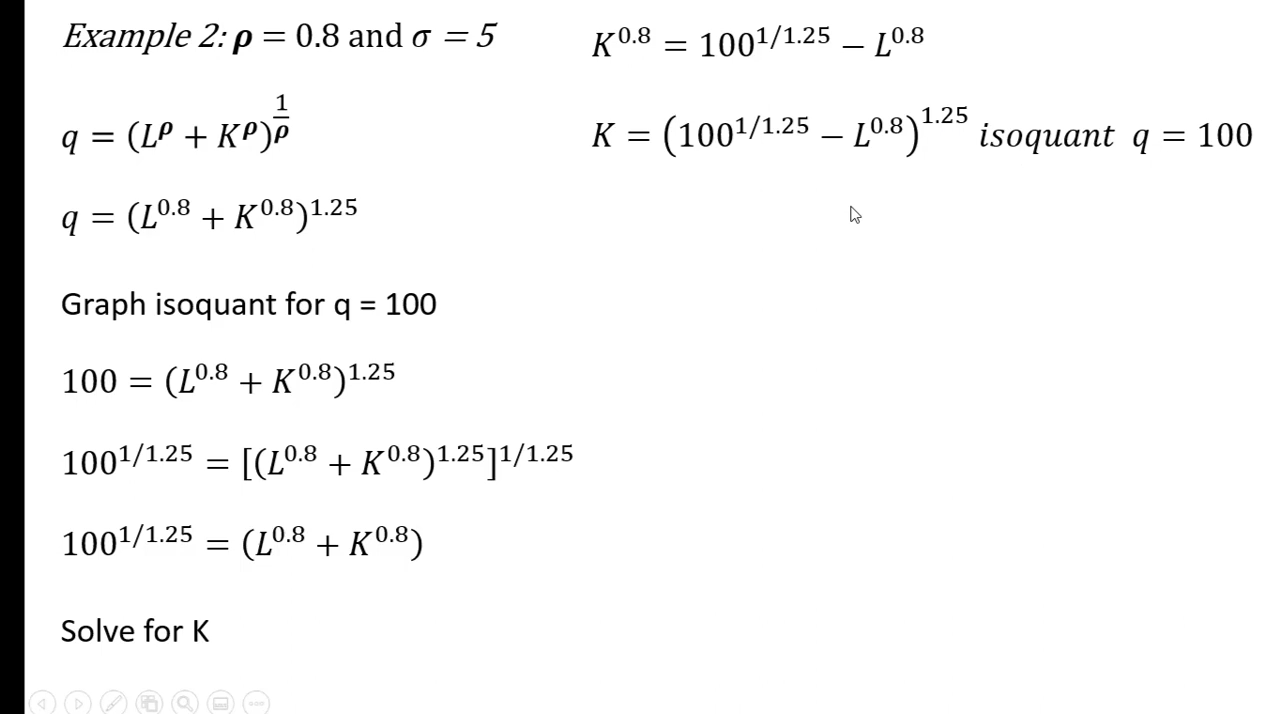 Example 2: ρ = 0.8 and σ = 5
q = (L^ρ + K^ρ)^(1/ρ)
q = (L^0.8 + K^0.8)^1.25
Graph isoquant for q = 100
100 = (L^0.8 + K^0.8)^1.25
100^1/1.25 = [(L^0.8 + K^0.8)^1.25]^1/1.25
100^1/1.25 = (L^0.8 + K^0.8)
Solve for K
K^0.8 = 100^1/1.25 − L^0.8
K = (100^1/1.25 − L^0.8)^1.25 isoquant q = 100